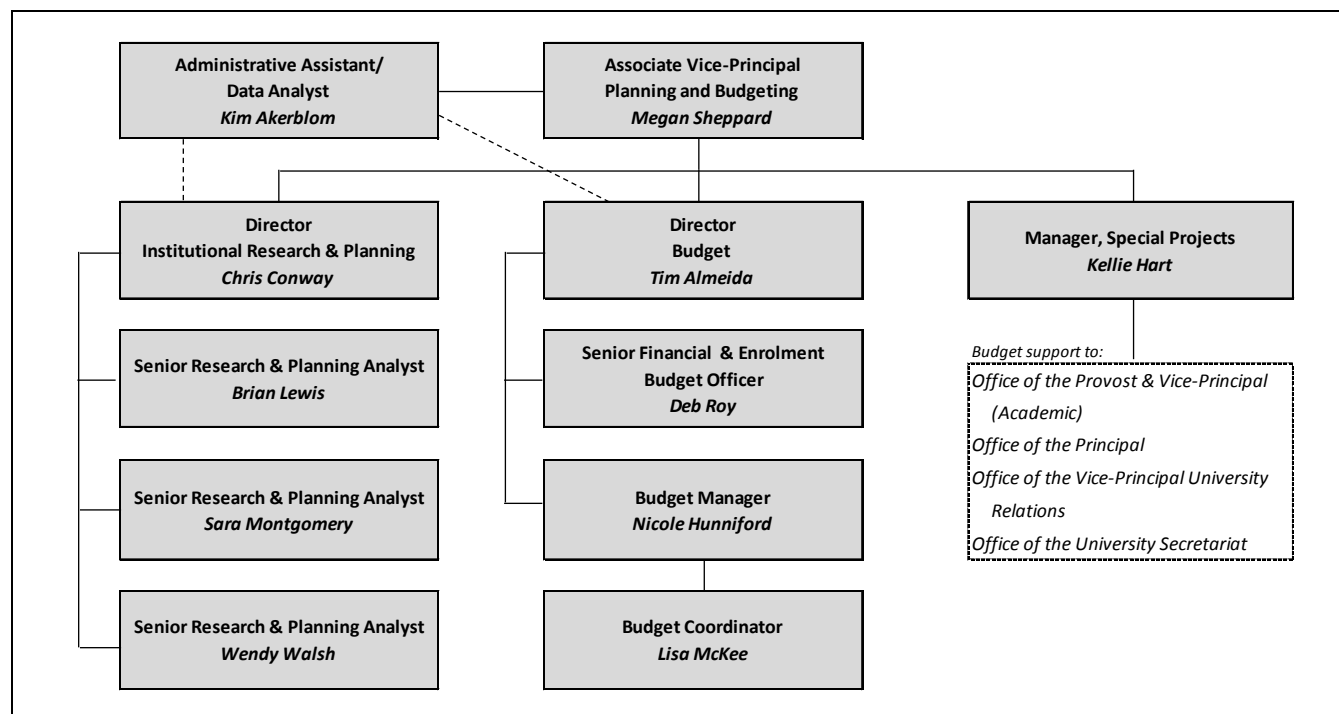 Administrative Assistant/
Data Analyst
Kim Akerblom
Associate Vice-Principal
Planning and Budgeting
Megan Sheppard
Director
Institutional Research & Planning
Chris Conway
Director
Budget
Tim Almeida
Manager, Special Projects
Kellie Hart
Senior Research & Planning Analyst
Brian Lewis
Senior Financial & Enrolment
Budget Officer
Deb Roy
Budget support to:
Office of the Provost & Vice-Principal
(Academic)
Office of the Principal
Office of the Vice-Principal University
Relations
Office of the University Secretariat
Senior Research & Planning Analyst
Sara Montgomery
Budget Manager
Nicole Hunniford
Senior Research & Planning Analyst
Wendy Walsh
Budget Coordinator
Lisa McKee